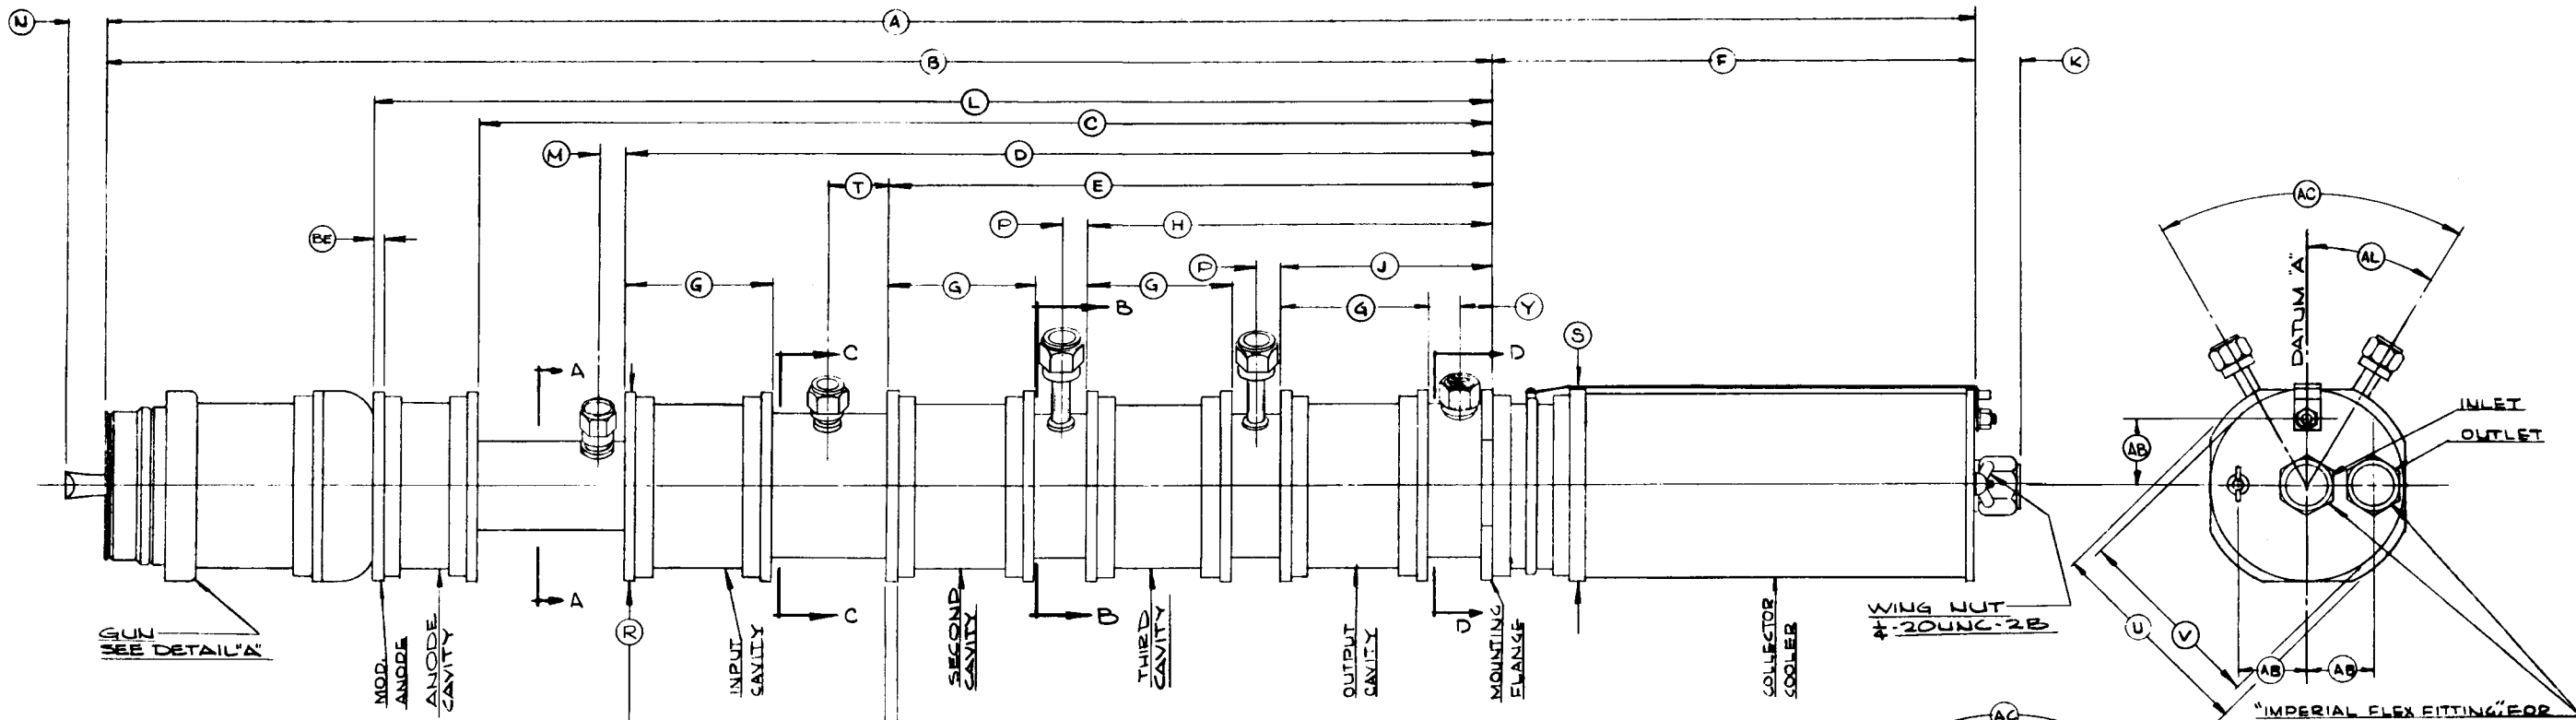 N
A
B
F
K
L
C
M
D
T
E
AC
BE
P
H
DATUM "A"
AL
P
J
G
G
G
G
Y
B
S
A
C
D
INLET
AB
OUTLET
GUN
SEE DETAIL "A"
A
C
B
D
R
MOD.
ANODE
ANODE
CAVITY
INPUT
CAVITY
SECOND
CAVITY
THIRD
CAVITY
OUTPUT
CAVITY
MOUNTING
FLANGE
COLLECTOR
COOLER
WING NUT
¼-20UNC-2B
U
V
AB
AB
"IMPERIAL FLEX FITTING," FOR
AG